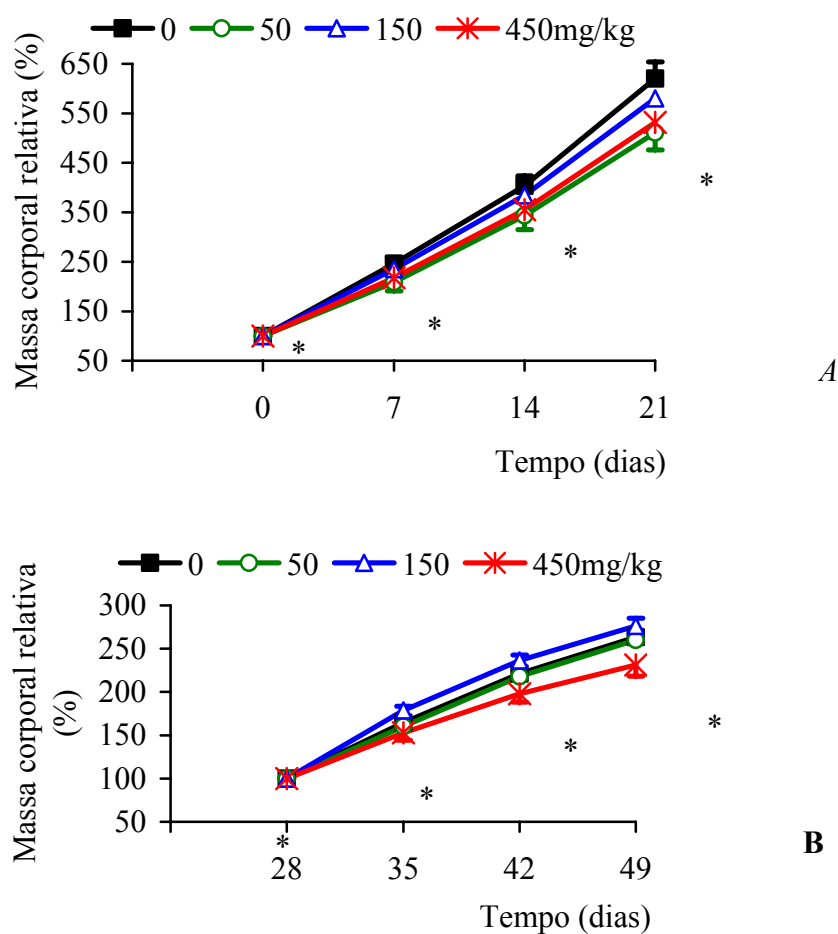 0 50 150 450mg/kg
Massa corporal relativa (%)
650
550
450
350
250
150
50
*
*
*
*
0 7 14 21
Tempo (dias)
A
0 50 150 450mg/kg
Massa corporal relativa
(%)
300
250
200
150
100
50
*
*
*
*
28 35 42 49
Tempo (dias)
B